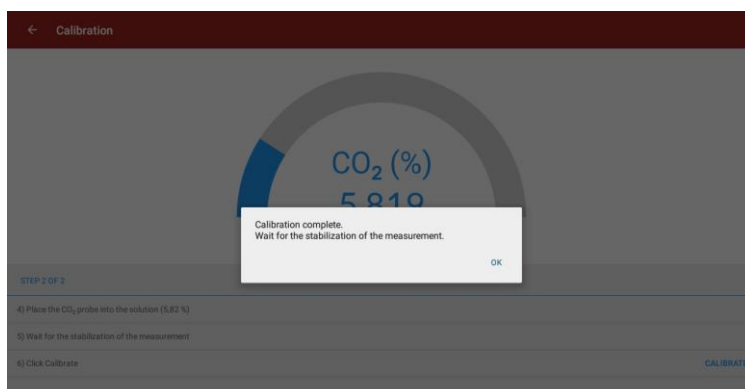 ← Calibration
CO₂ (%)
5.819
Calibration complete.
Wait for the stabilization of the measurement.
OK
STEP 2 OF 2
4) Place the CO₂ probe into the solution (5,82 %)
5) Wait for the stabilization of the measurement
6) Click Calibrate
CALIBRATE